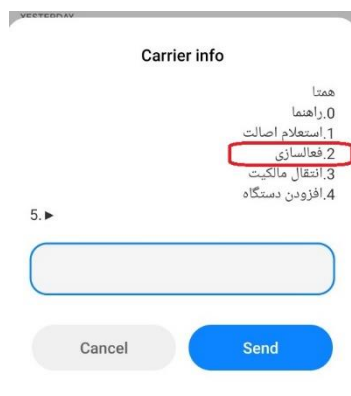 YESTERDAY
Carrier info
همتا
0.راهنما
1.استعلام اصالت
2.فعالسازی
3.انتقال مالکیت
4.افزودن دستگاه
5.►
Cancel
Send